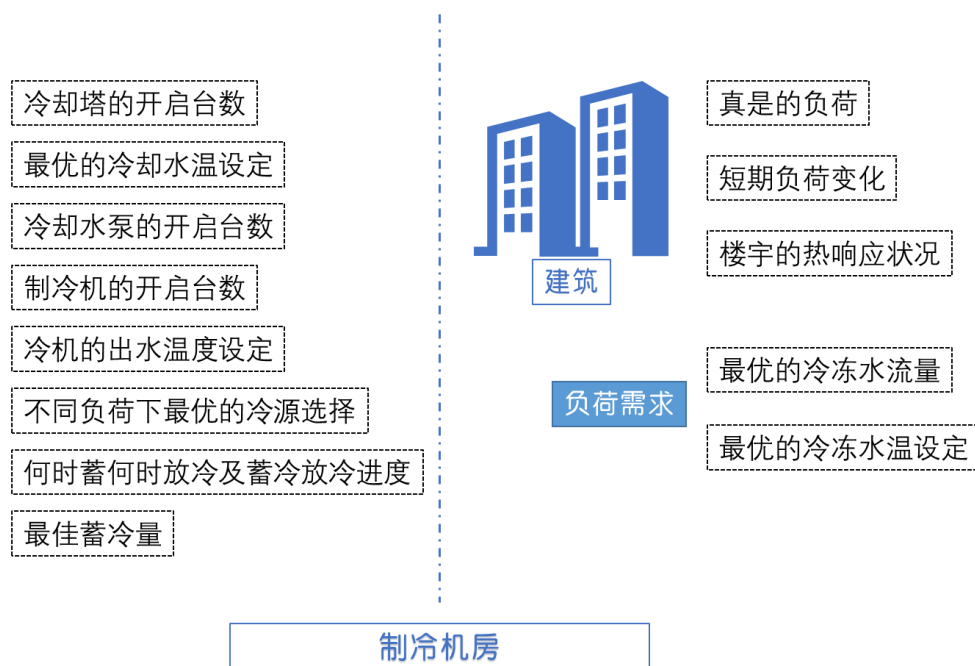 冷却塔的开启台数
最优的冷却水温设定
冷却水泵的开启台数
制冷机的开启台数
冷机的出水温度设定
不同负荷下最优的冷源选择
何时蓄何时放冷及蓄冷放冷进度
最佳蓄冷量
建筑
负荷需求
真是的负荷
短期负荷变化
楼宇的热响应状况
最优的冷冻水流量
最优的冷冻水温设定
制冷机房